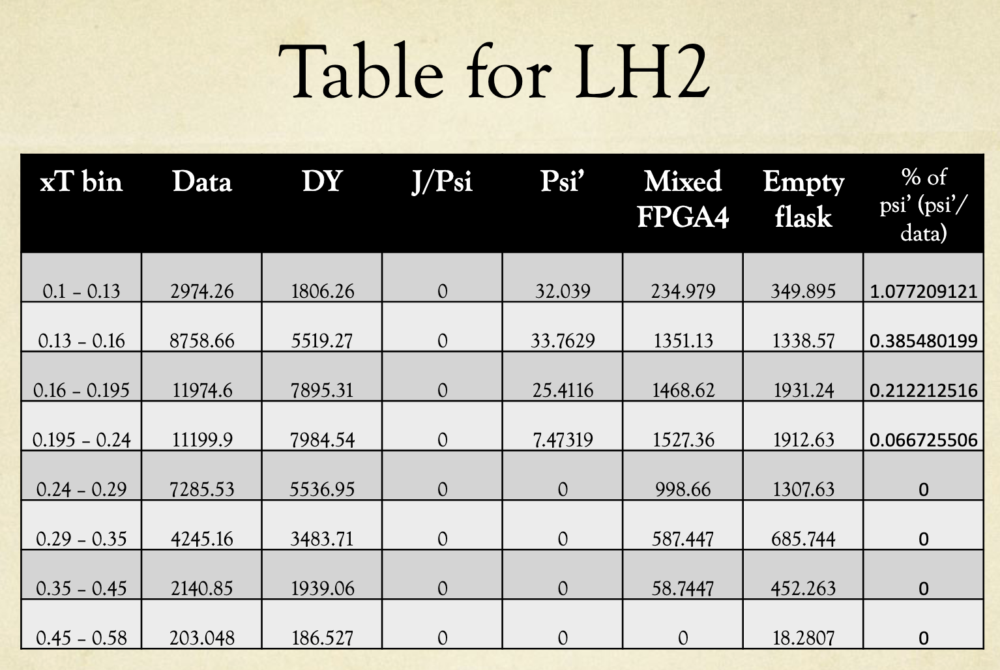 Table for LH2
xT bin Data DY J/Psi Psi’ Mixed FPGA4 Empty flask % of psi’ (psi’/ data)
0.1 – 0.13 2974.26 1806.26 0 32.039 234.979 349.895 1.077209121
0.13 – 0.16 8758.66 5519.27 0 33.7629 1351.13 1338.57 0.385480199
0.16 – 0.195 11974.6 7895.31 0 25.4116 1468.62 1931.24 0.212212516
0.195 – 0.24 11199.9 7984.54 0 7.47319 1527.36 1912.63 0.066725506
0.24 – 0.29 7285.53 5536.95 0 0 998.66 1307.63 0
0.29 – 0.35 4245.16 3483.71 0 0 587.447 685.744 0
0.35 – 0.45 2140.85 1939.06 0 0 58.7447 452.263 0
0.45 – 0.58 203.048 186.527 0 0 0 18.2807 0